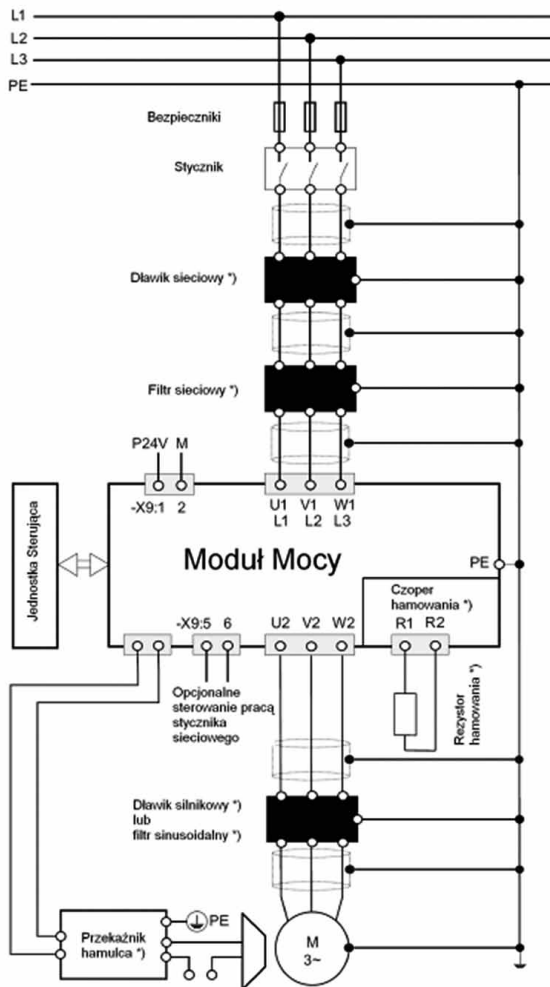 L1
L2
L3
PE
Bezpieczniki
Stycznik
Dławik sieciowy *)
Filtr sieciowy *)
P24V M
-X9:1 2
U1 V1 W1
L1 L2 L3
Jednostka Sterująca
Moduł Mocy
PE
Czoper
hamowania *)
R1 R2
-X9:5 6
U2 V2 W2
Opcjonalne
sterowanie pracą
stycznika
sieciowego
Rezystor
hamowania *)
Dławik silnikowy *)
lub
filtr sinusoidalny *)
Przekaźnik
hamulca *)
PE
M
3~